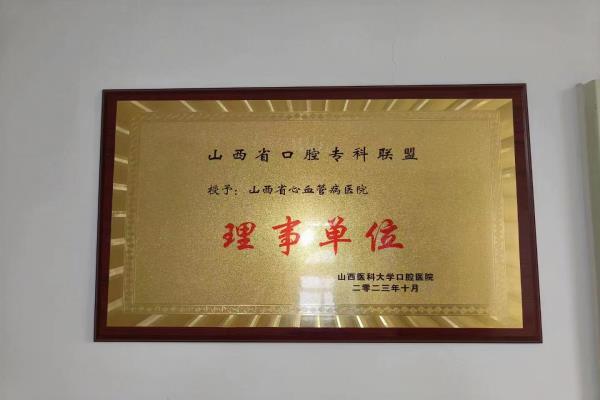 山西省口腔专科联盟
授予：山西省心血管病医院
理事单位
山西医科大学口腔医院
二零二三年十月